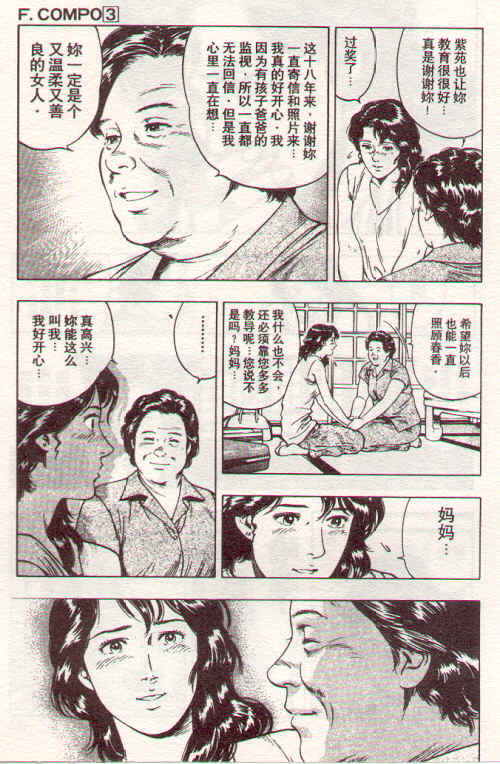 F. COMPO 3
紫苑也让妳
教育很很好…
真是谢谢妳！
过奖了…
这十八年来，谢谢妳
一直寄信和照片来…
我真的好开心．我
因为有孩子爸爸的
监视．所以一直都
无法回信．但是我
心里一直在想…
妳一定是个
又温柔又善
良的女人．
希望妳以后
也能一直
照顾春香．
我什么也不会，
还必须靠您多多
教导呢…您说不
是吗？妈妈…
………
真高兴…
妳能这么
叫我…
我好开心…
妈妈…